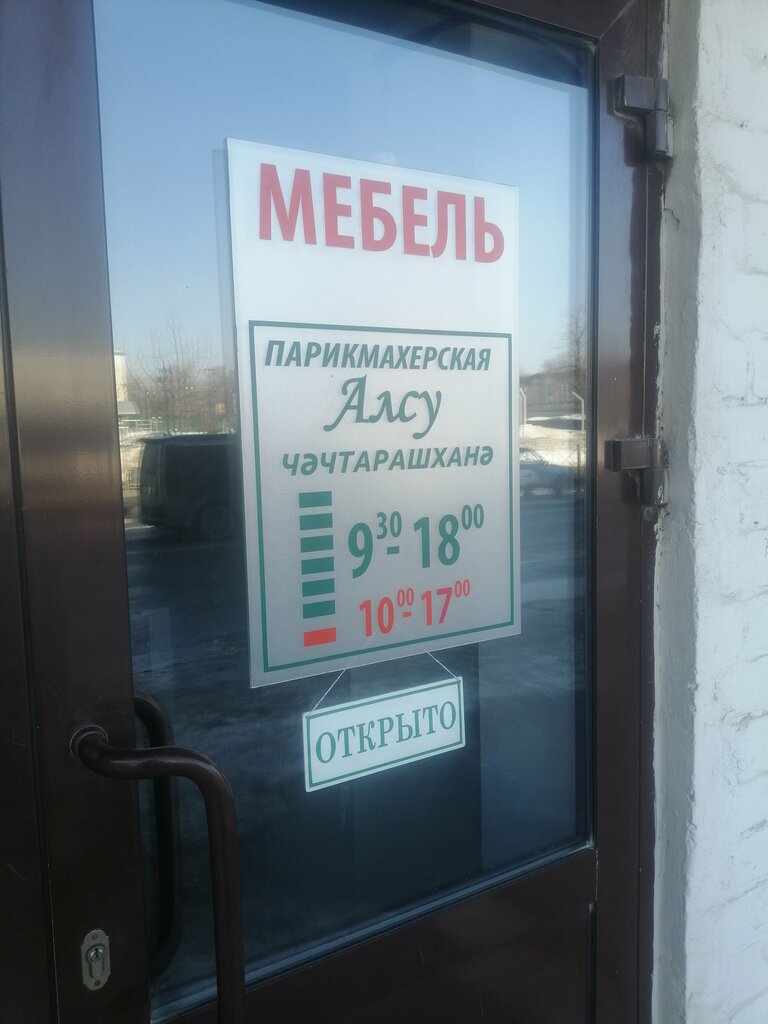 МЕБЕЛЬ
ПАРИКМАХЕРСКАЯ
Алсу
ЧӘЧТАРАШХАНӘ
9³⁰-18⁰⁰
10⁰⁰-17⁰⁰
ОТКРЫТО